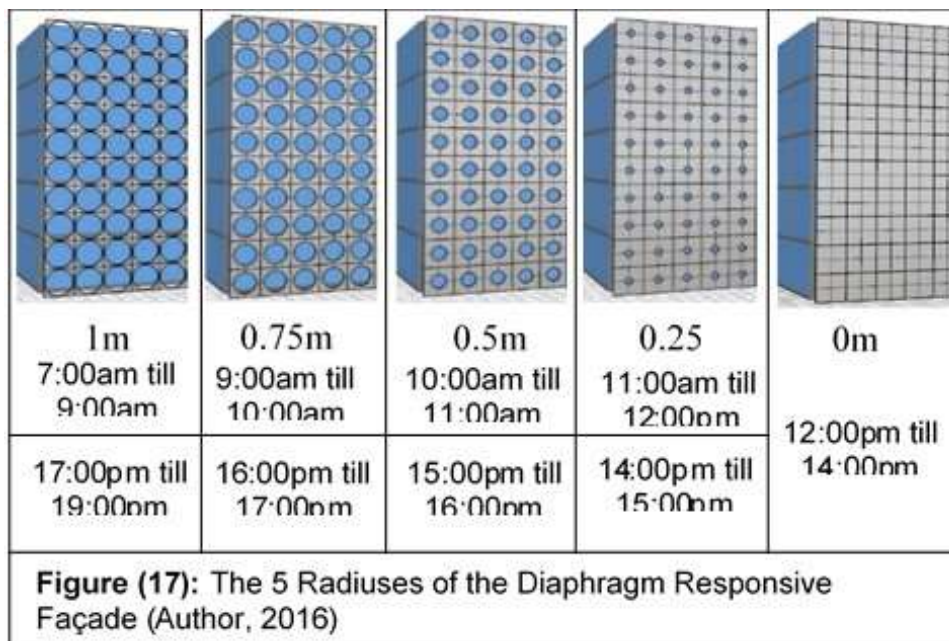 1m
7:00am till
9:00am
0.75m
9:00am till
10:00am
0.5m
10:00am till
11:00am
0.25
11:00am till
12:00pm
0m
12:00pm till
14:00pm
17:00pm till
19:00pm
16:00pm till
17:00pm
15:00pm till
16:00pm
14:00pm till
15:00pm
Figure (17): The 5 Radiuses of the Diaphragm Responsive
Façade (Author, 2016)